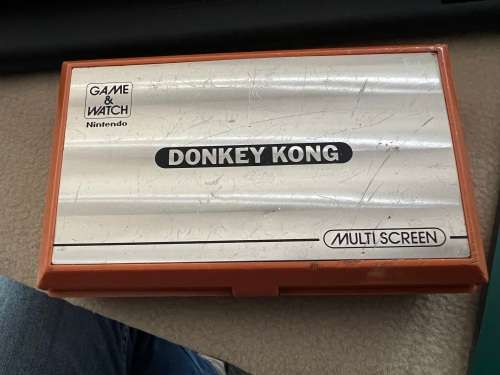 GAME
&
WATCH
Nintendo
DONKEY KONG
MULTI SCREEN